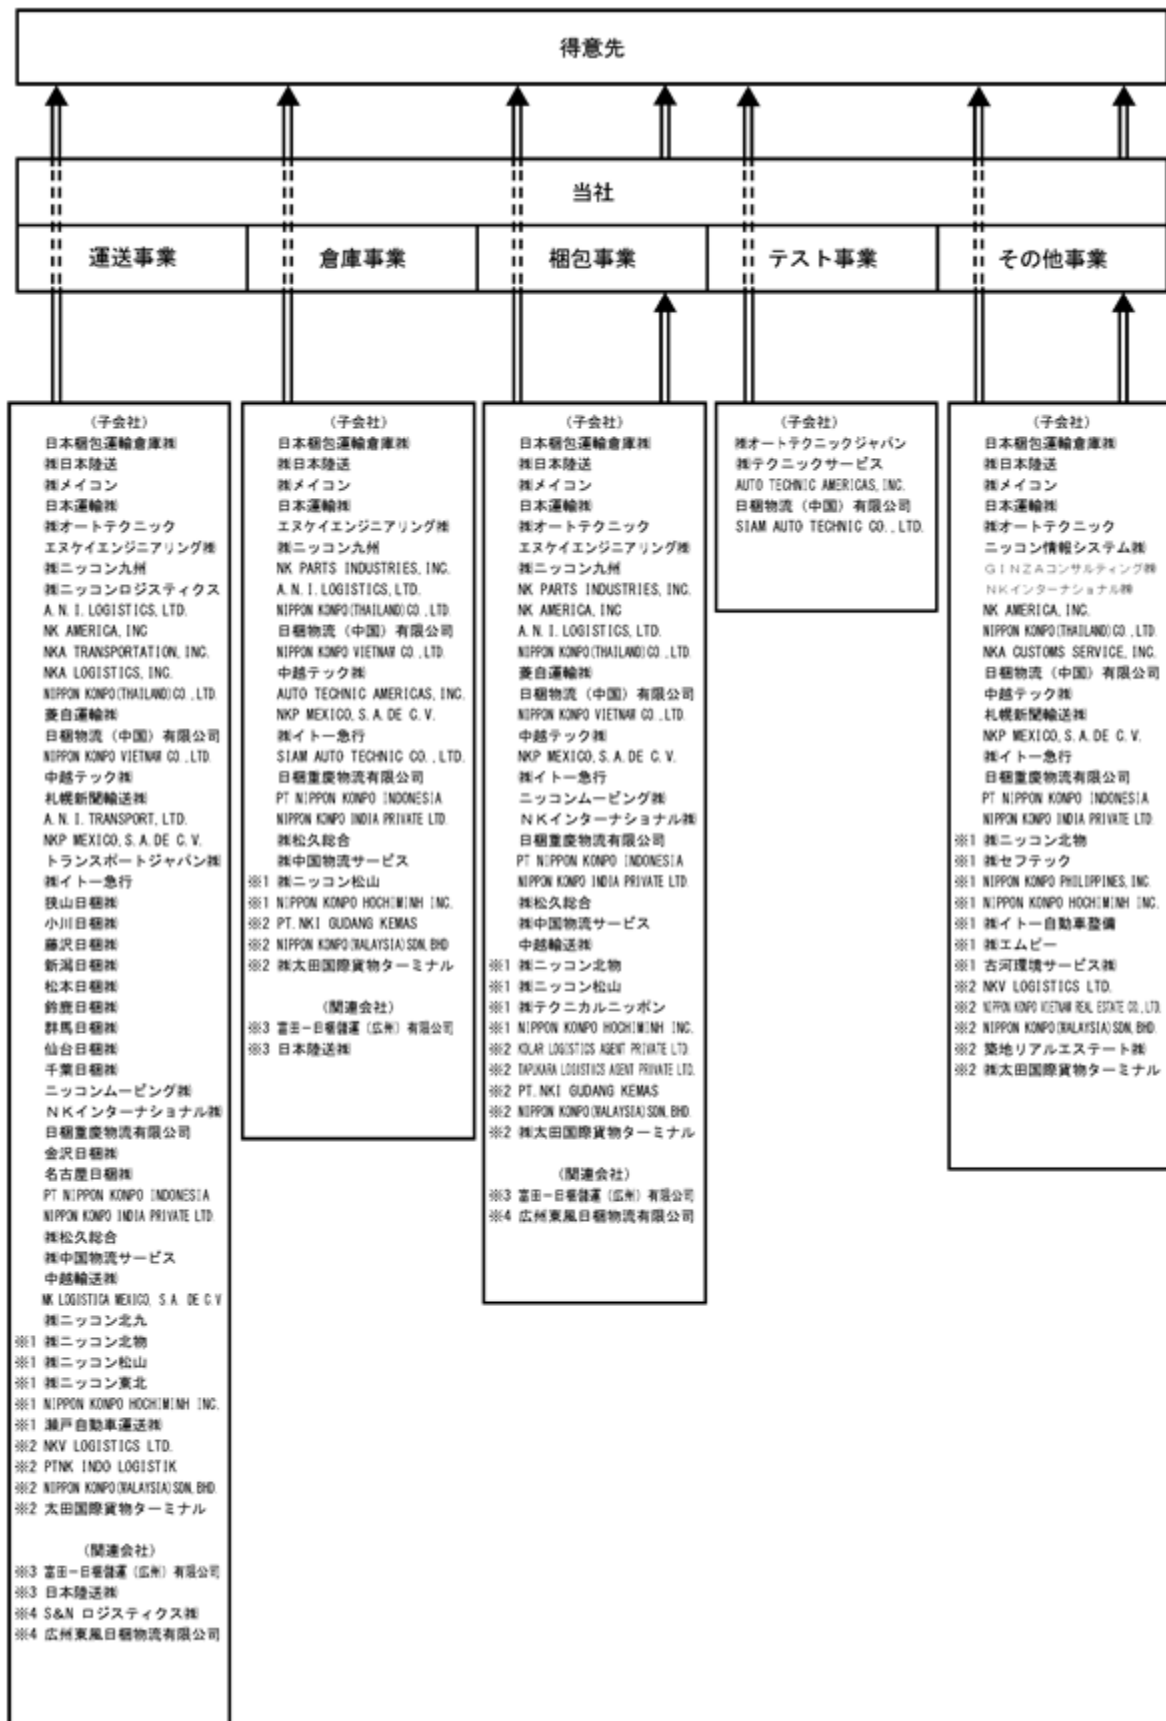 得意先
当社
運送事業
倉庫事業
梱包事業
テスト事業
その他事業
(子会社)
日本梱包運輸倉庫㈱
㈱日本陸送
㈱メイコン
日本運輸㈱
㈱オートテクニック
エヌケイエンジニアリング㈱
㈱ニッコン九州
㈱ニッコンロジスティクス
A.N.I.LOGISTICS,LTD.
NK AMERICA,INC
NKA TRANSPORTATION,INC.
NKA LOGISTICS,INC.
NIPPON KONPO(THAILAND)CO.,LTD.
菱自運輸㈱
日梱物流(中国)有限公司
NIPPON KONPO VIETNAM CO.,LTD.
中越テック㈱
札幌新聞輸送㈱
A.N.I.TRANSPORT,LTD.
NKP MEXICO,S.A.DE C.V.
トランスポートジャパン㈱
㈱イトー急行
狭山日梱㈱
小川日梱㈱
藤沢日梱㈱
新潟日梱㈱
松本日梱㈱
鈴鹿日梱㈱
群馬日梱㈱
仙台日梱㈱
千葉日梱㈱
ニッコンムービング㈱
NKインターナショナル㈱
日梱重慶物流有限公司
金沢日梱㈱
名古屋日梱㈱
PT NIPPON KONPO INDONESIA
NIPPON KONPO INDIA PRIVATE LTD.
㈱松久総合
㈱中国物流サービス
中越輸送㈱
NK LOGISTICA MEXICO, S.A. DE C.V
㈱ニッコン北九
※1 ㈱ニッコン北物
※1 ㈱ニッコン松山
※1 ㈱ニッコン東北
※1 NIPPON KONPO HOCHIMINH INC.
※1 瀬戸自動車運送㈱
※2 NKV LOGISTICS LTD.
※2 PTNK INDO LOGISTIK
※2 NIPPON KONPO(MALAYSIA)SDN,BHD.
※2 太田国際貨物ターミナル
(関連会社)
※3 富田-日梱儲運(広州)有限公司
※3 日本陸送㈱
※4 S&N ロジスティクス㈱
※4 広州東風日梱物流有限公司
(子会社)
日本梱包運輸倉庫㈱
㈱日本陸送
㈱メイコン
日本運輸㈱
エヌケイエンジニアリング㈱
㈱ニッコン九州
NK PARTS INDUSTRIES,INC.
A.N.I.LOGISTICS,LTD.
NIPPON KONPO(THAILAND)CO.,LTD.
日梱物流(中国)有限公司
NIPPON KONPO VIETNAM CO.,LTD.
中越テック㈱
AUTO TECHNIC AMERICAS,INC.
NKP MEXICO,S.A.DE C.V.
㈱イトー急行
SIAM AUTO TECHNIC CO.,LTD.
日梱重慶物流有限公司
PT NIPPON KONPO INDONESIA
NIPPON KONPO INDIA PRIVATE LTD.
㈱松久総合
㈱中国物流サービス
※1 ㈱ニッコン松山
※1 NIPPON KONPO HOCHIMINH INC.
※2 PT.NKI GUDANG KEMAS
※2 NIPPON KONPO(MALAYSIA)SDN,BHD
※2 ㈱太田国際貨物ターミナル
(関連会社)
※3 富田-日梱儲運(広州)有限公司
※3 日本陸送㈱
(子会社)
日本梱包運輸倉庫㈱
㈱日本陸送
㈱メイコン
日本運輸㈱
㈱オートテクニック
エヌケイエンジニアリング㈱
㈱ニッコン九州
NK PARTS INDUSTRIES,INC.
NK AMERICA,INC
A.N.I.LOGISTICS,LTD.
NIPPON KONPO(THAILAND)CO.,LTD.
菱自運輸㈱
日梱物流(中国)有限公司
NIPPON KONPO VIETNAM CO.,LTD.
中越テック㈱
NKP MEXICO,S.A.DE C.V.
㈱イトー急行
ニッコンムービング㈱
NKインターナショナル㈱
日梱重慶物流有限公司
PT NIPPON KONPO INDONESIA
NIPPON KONPO INDIA PRIVATE LTD.
㈱松久総合
㈱中国物流サービス
中越輸送㈱
※1 ㈱ニッコン北物
※1 ㈱ニッコン松山
※1 ㈱テクニカルニッポン
※1 NIPPON KONPO HOCHIMINH INC.
※2 KOLAR LOGISTICS AGENT PRIVATE LTD.
※2 TAPUKARA LOGISTICS AGENT PRIVATE LTD.
※2 PT.NKI GUDANG KEMAS
※2 NIPPON KONPO(MALAYSIA)SDN,BHD.
※2 ㈱太田国際貨物ターミナル
(関連会社)
※3 富田-日梱儲運(広州)有限公司
※4 広州東風日梱物流有限公司
(子会社)
㈱オートテクニックジャパン
㈱テクニックサービス
AUTO TECHNIC AMERICAS,INC.
日梱物流(中国)有限公司
SIAM AUTO TECHNIC CO.,LTD.
(子会社)
日本梱包運輸倉庫㈱
㈱日本陸送
㈱メイコン
日本運輸㈱
㈱オートテクニック
ニッコン情報システム㈱
GINZAコンサルティング㈱
NKインターナショナル㈱
NK AMERICA,INC.
NIPPON KONPO(THAILAND)CO.,LTD.
NKA CUSTOMS SERVICE,INC.
日梱物流(中国)有限公司
中越テック㈱
札幌新聞輸送㈱
NKP MEXICO,S.A.DE C.V.
㈱イトー急行
日梱重慶物流有限公司
PT NIPPON KONPO INDONESIA
NIPPON KONPO INDIA PRIVATE LTD.
※1 ㈱ニッコン北物
※1 ㈱セフテック
※1 NIPPON KONPO PHILIPPINES,INC.
※1 NIPPON KONPO HOCHIMINH INC.
※1 ㈱イトー自動車整備
※1 ㈱エムビー
※1 古河環境サービス㈱
※2 NKV LOGISTICS LTD.
※2 NIPPON KONPO VIETNAM REAL ESTATE CO.,LTD.
※2 NIPPON KONPO(MALAYSIA)SDN,BHD
※2 築地リアルエステート㈱
※2 ㈱太田国際貨物ターミナル